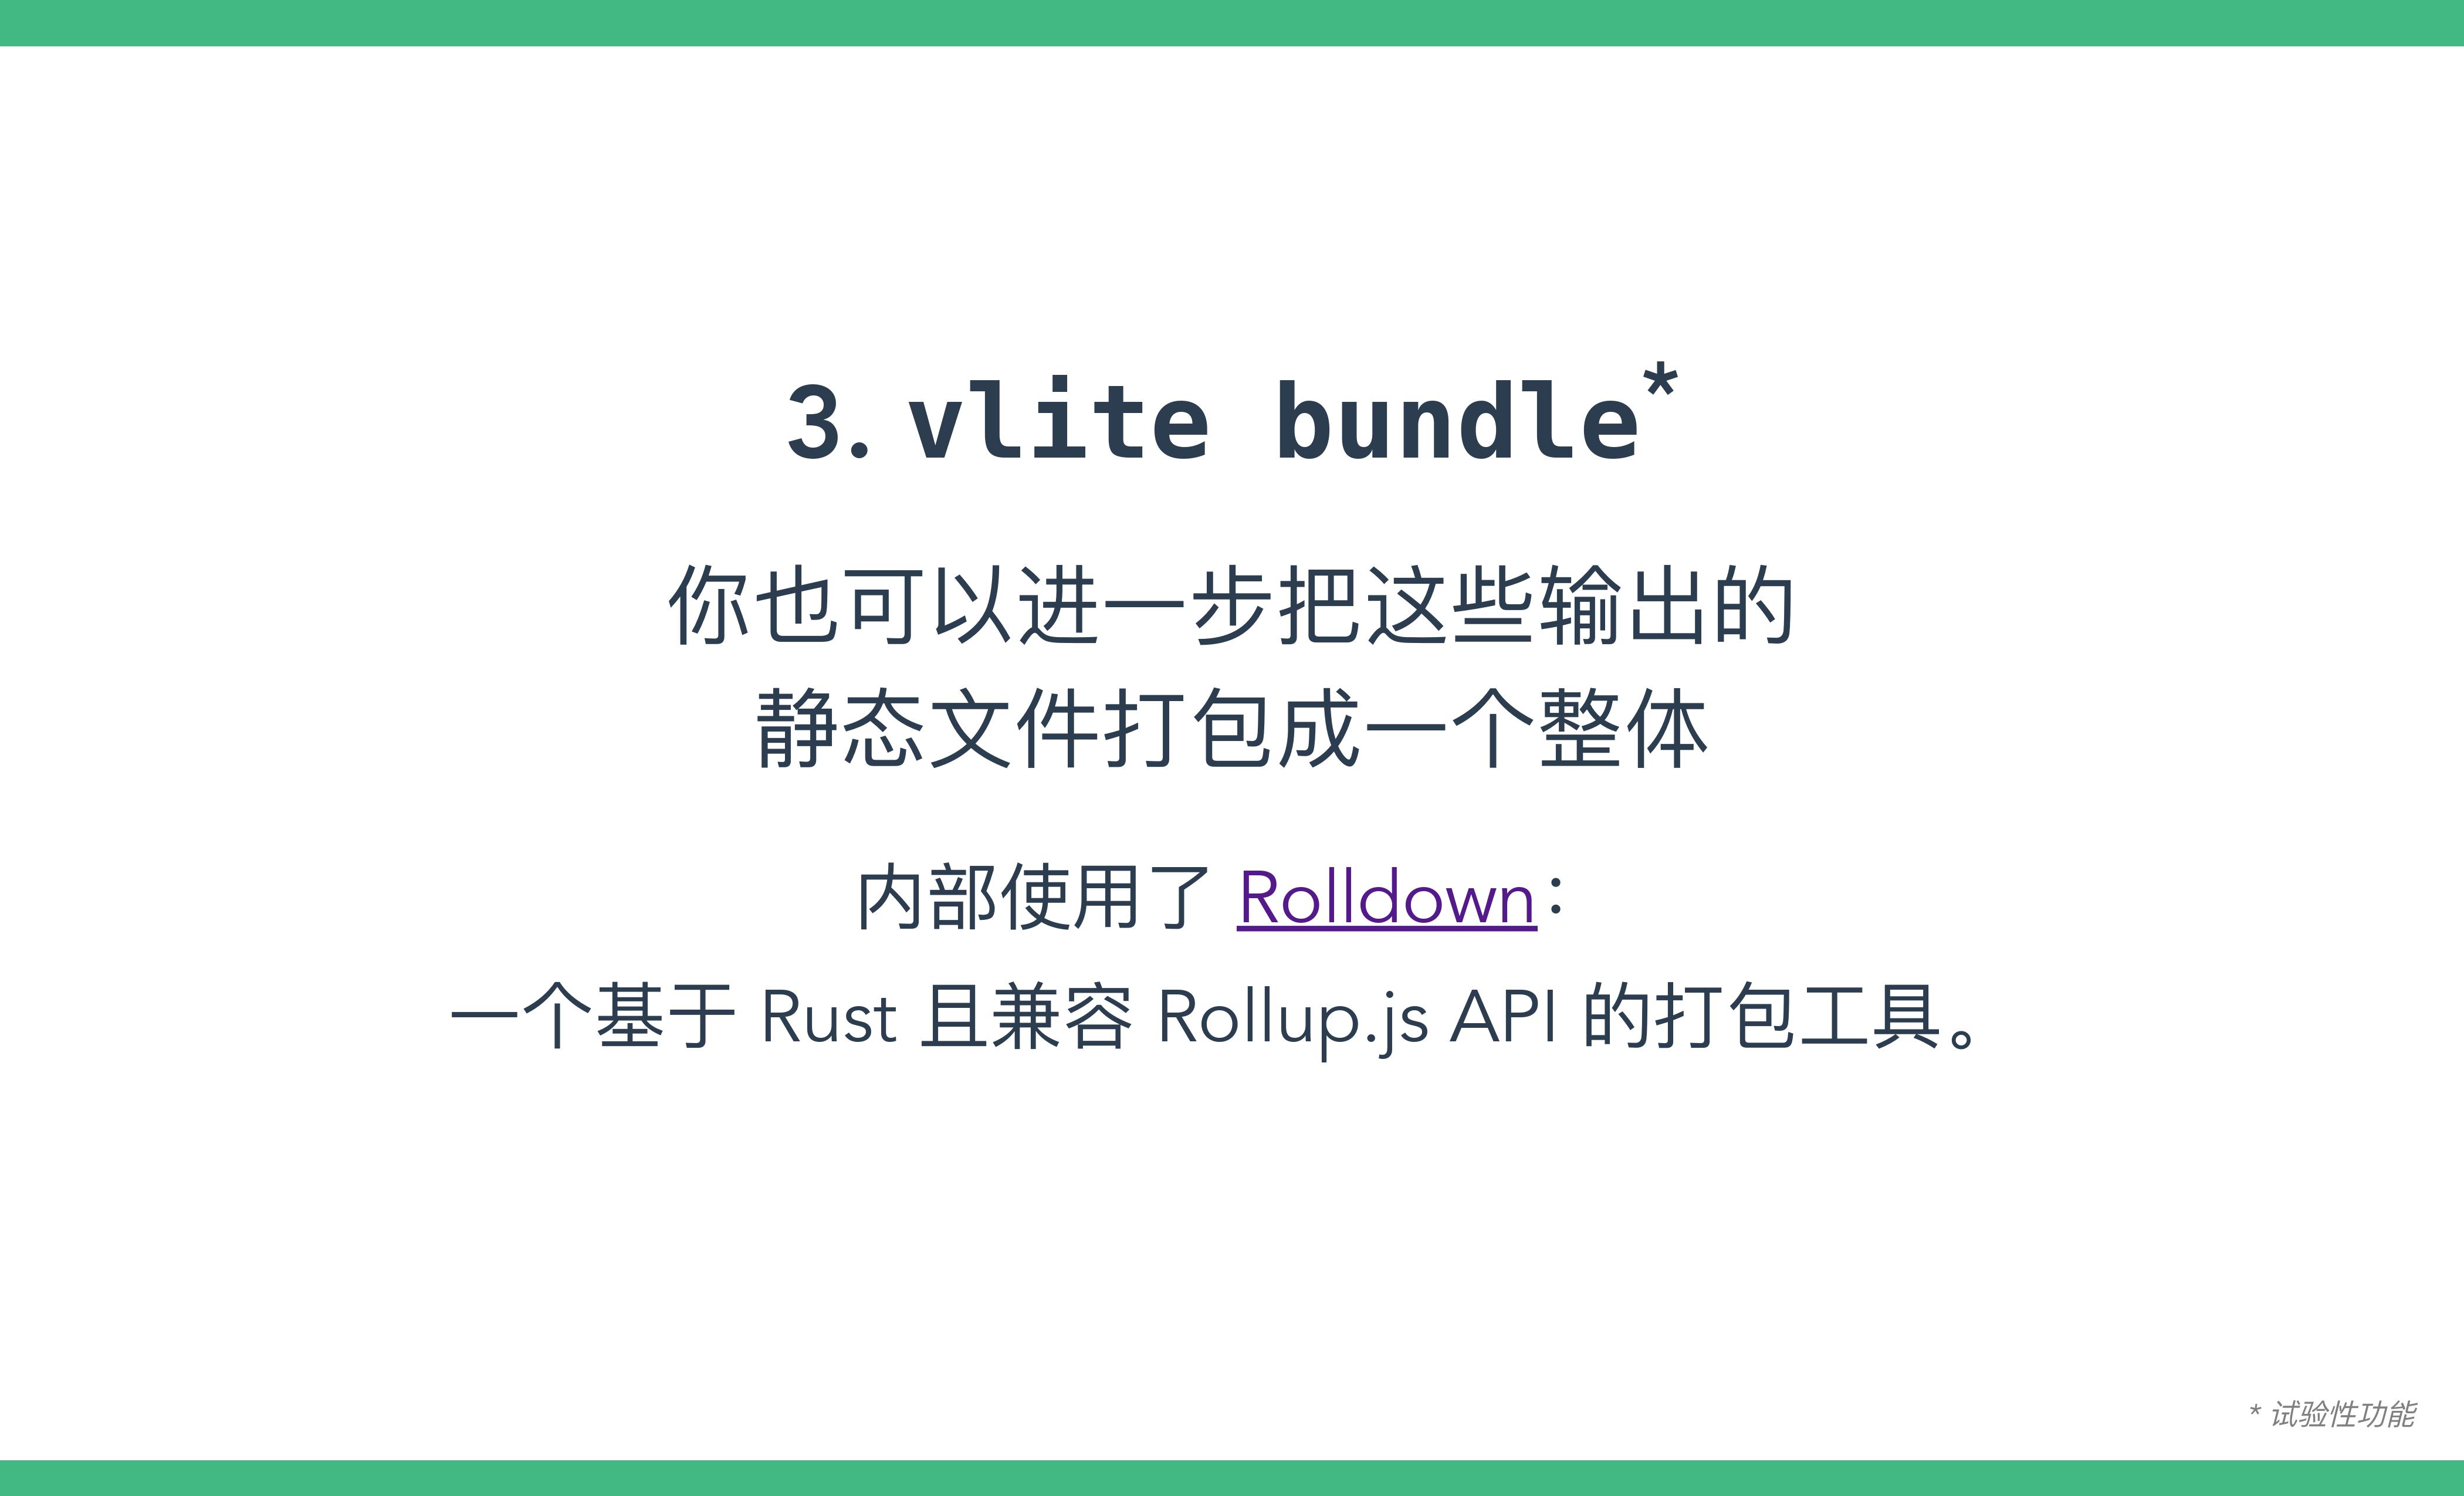 3. vlite bundle*
你也可以进一步把这些输出的
静态文件打包成一个整体
内部使用了 Rolldown：
一个基于 Rust 且兼容 Rollup.js API 的打包工具。
* 试验性功能